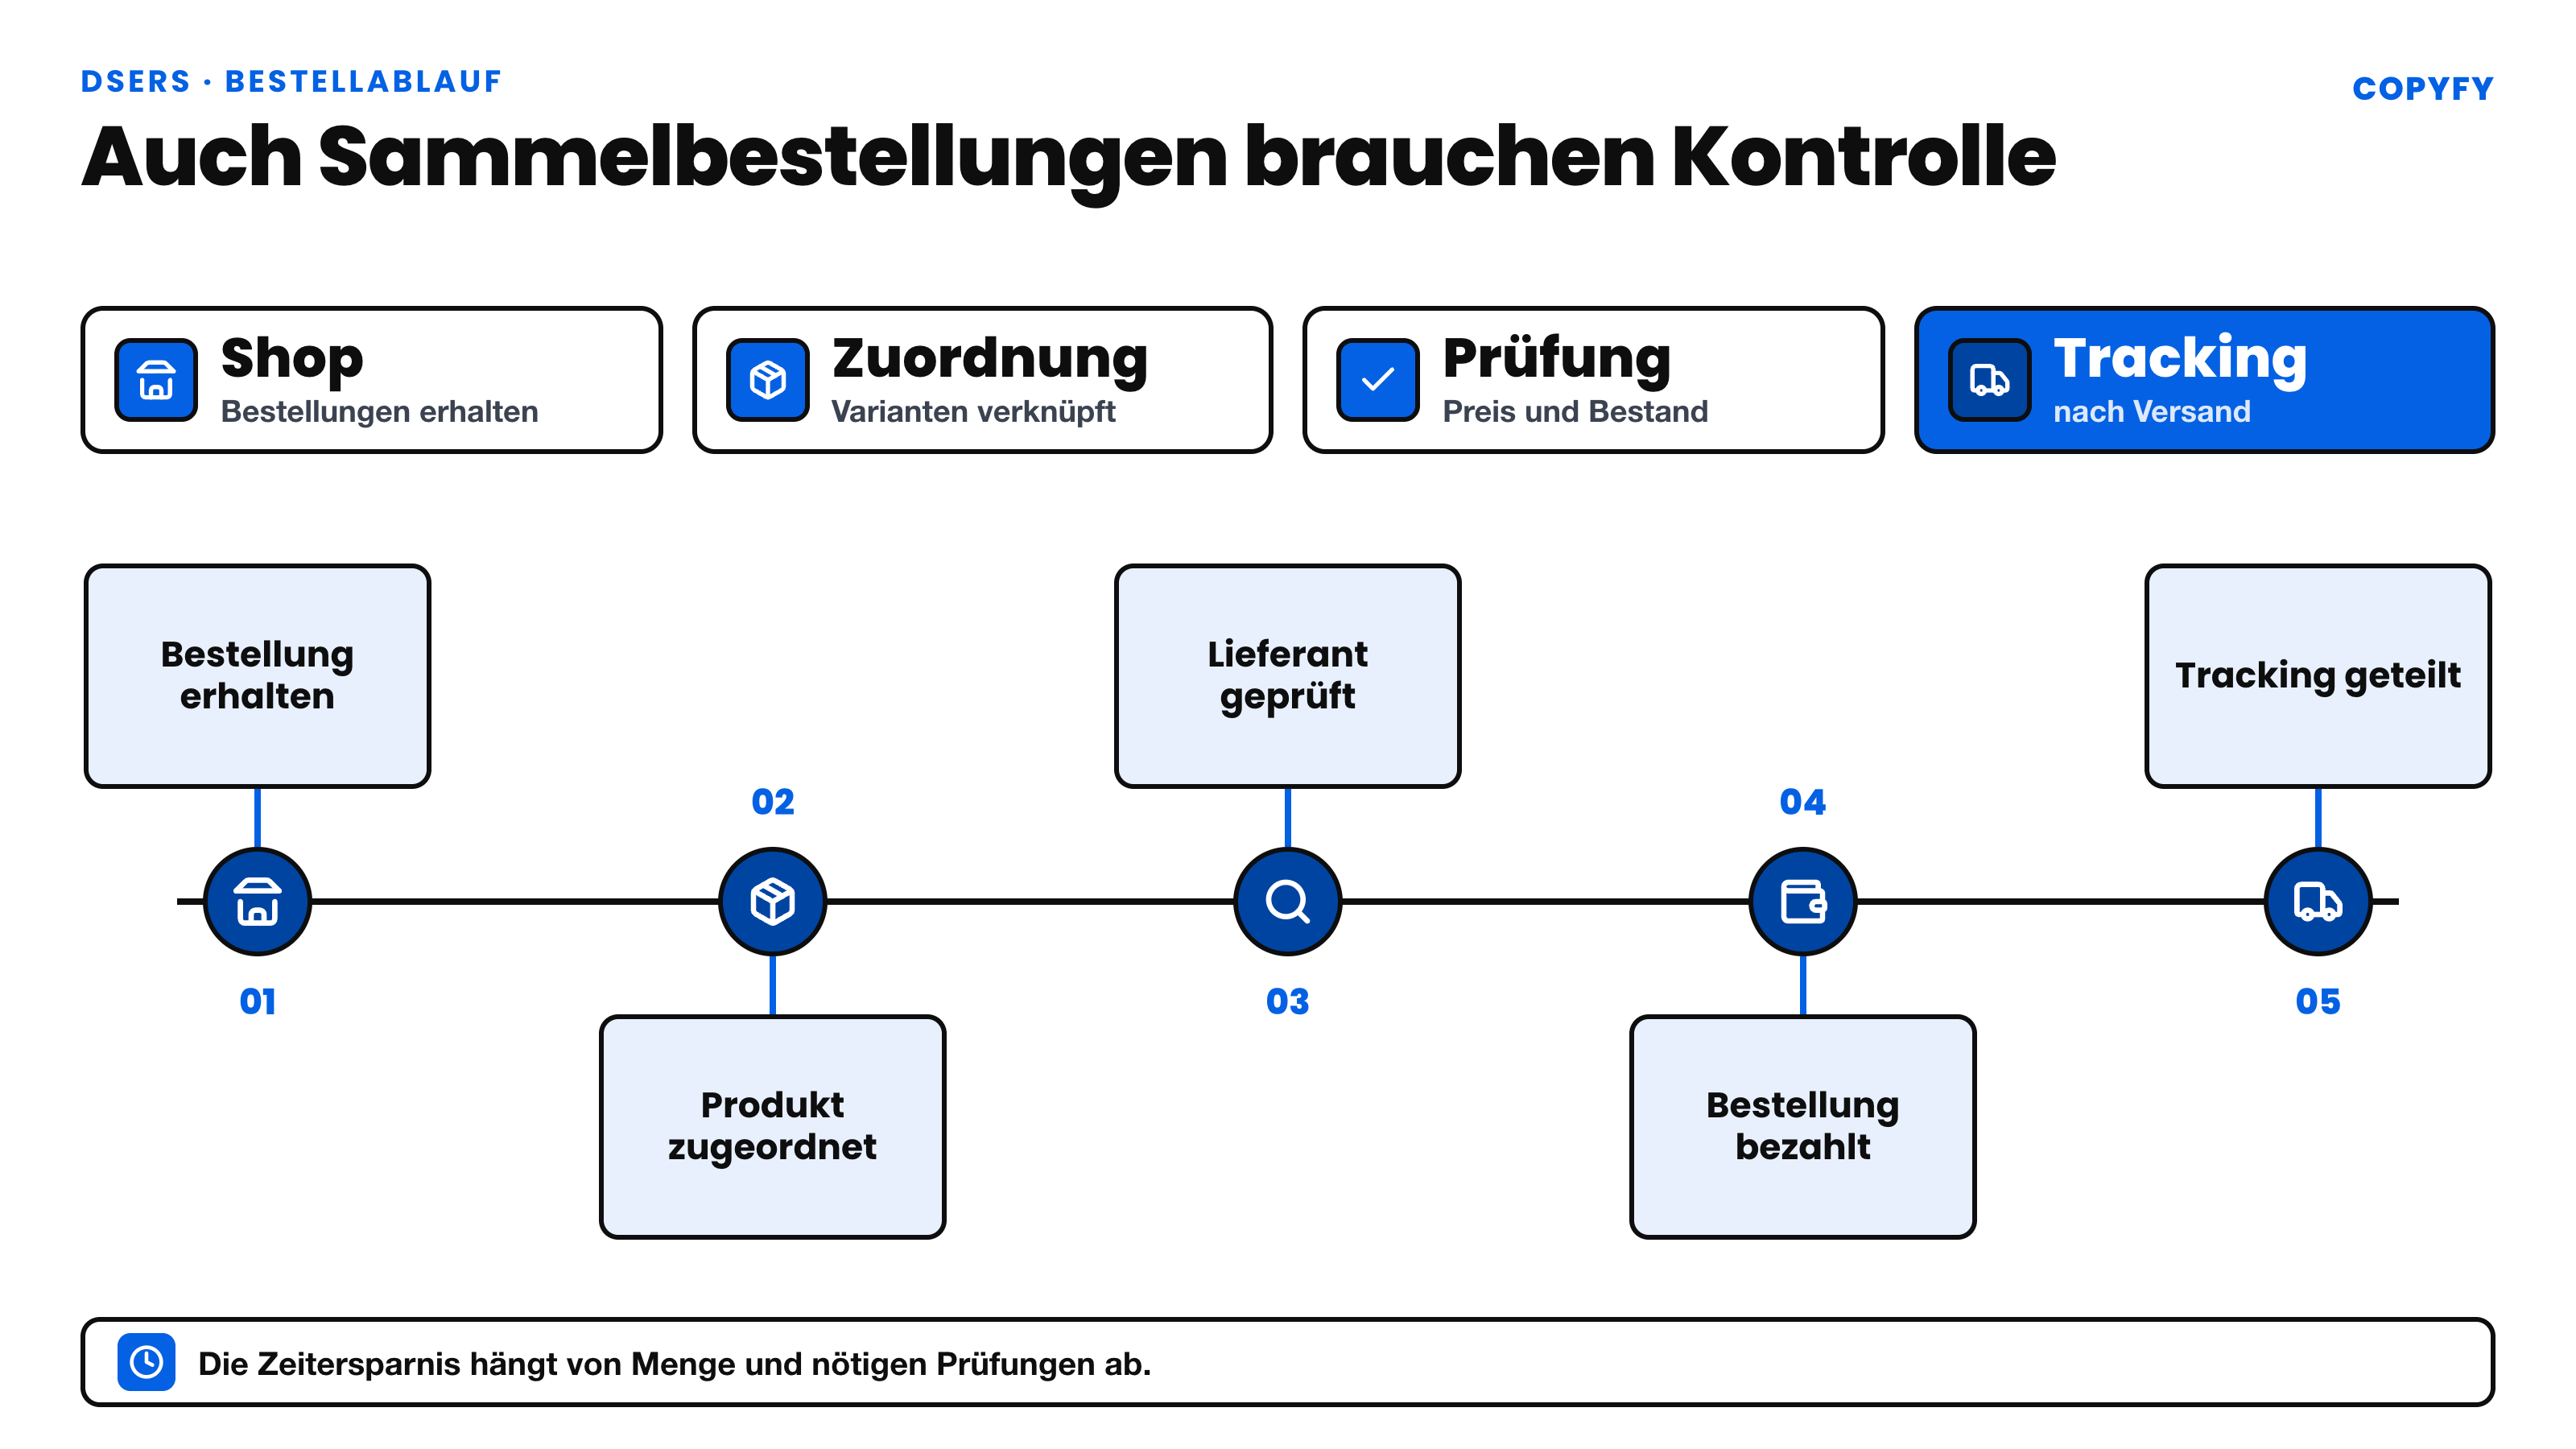 DSERS · BESTELLABLAUF
COPYFY
Auch Sammelbestellungen brauchen Kontrolle
Shop
Bestellungen erhalten
Zuordnung
Varianten verknüpft
Prüfung
Preis und Bestand
Tracking
nach Versand
Bestellung
erhalten
01
02
Produkt
zugeordnet
Lieferant
geprüft
03
04
Bestellung
bezahlt
Tracking geteilt
05
Die Zeitersparnis hängt von Menge und nötigen Prüfungen ab.